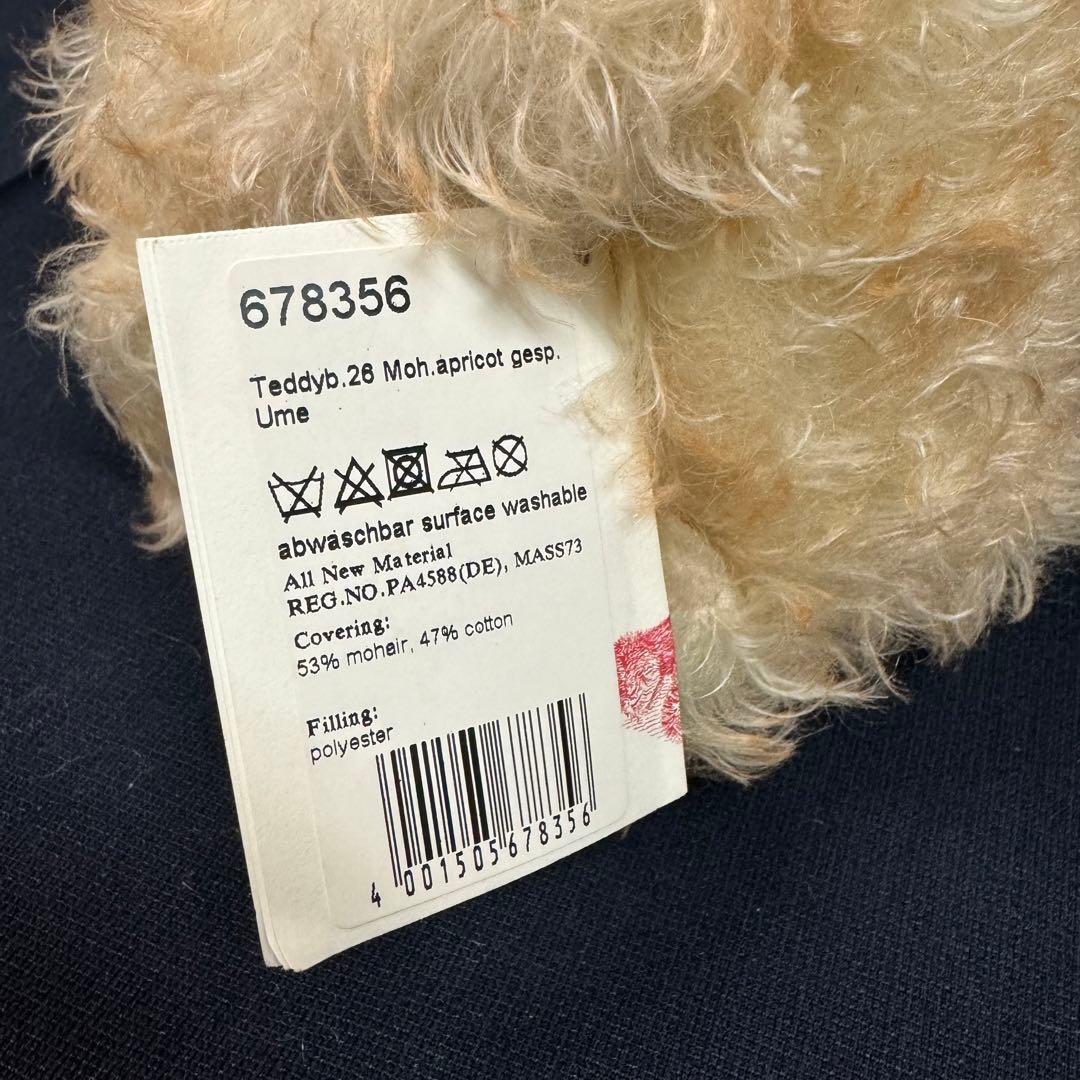 678356
Teddyb.26 Moh.apricot gesp.
Ume
abwaschbar surface washable
All New Material
REG.NO.PA4588(DE), MASS73
Covering:
53% mohair, 47% cotton
Filling:
polyester
4 001505 678356